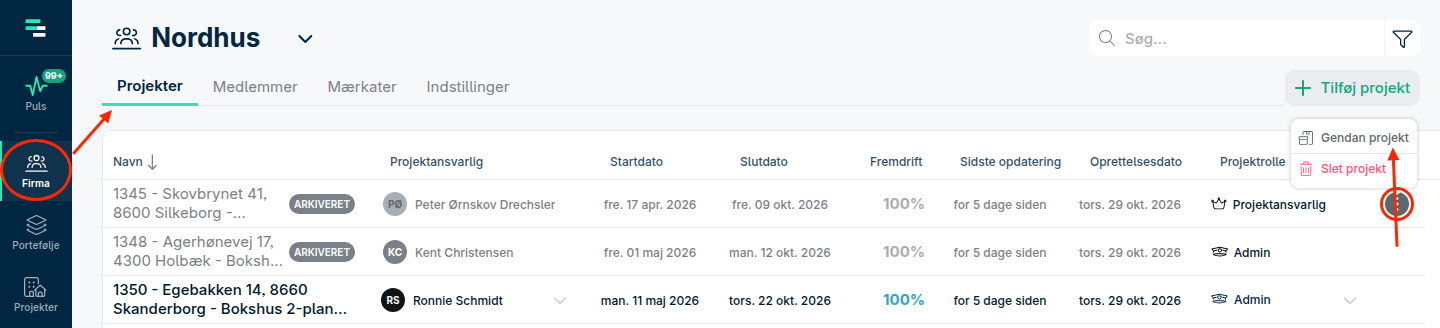 Nordhus
Søg...
99+
Puls
Projekter Medlemmer Mærkater Indstillinger
Tilføj projekt
Gendan projekt
Slet projekt
Firma
Portefølje
Projekter
Navn Projektansvarlig Startdato Slutdato Fremdrift Sidste opdatering Oprettelsesdato Projektrolle
1345 - Skovbrynet 41,
8600 Silkeborg -...
ARKIVERET PØ Peter Ørnskov Drechsler fre. 17 apr. 2026 fre. 09 okt. 2026 100% for 5 dage siden tors. 29 okt. 2026 Projektansvarlig
1348 - Agerhønevej 17,
4300 Holbæk - Boksh...
ARKIVERET KC Kent Christensen fre. 01 maj 2026 man. 12 okt. 2026 100% for 5 dage siden tors. 29 okt. 2026 Admin
1350 - Egebakken 14, 8660
Skanderborg - Bokshus 2-plan...
RS Ronnie Schmidt man. 11 maj 2026 tors. 22 okt. 2026 100% for 5 dage siden tors. 29 okt. 2026 Admin